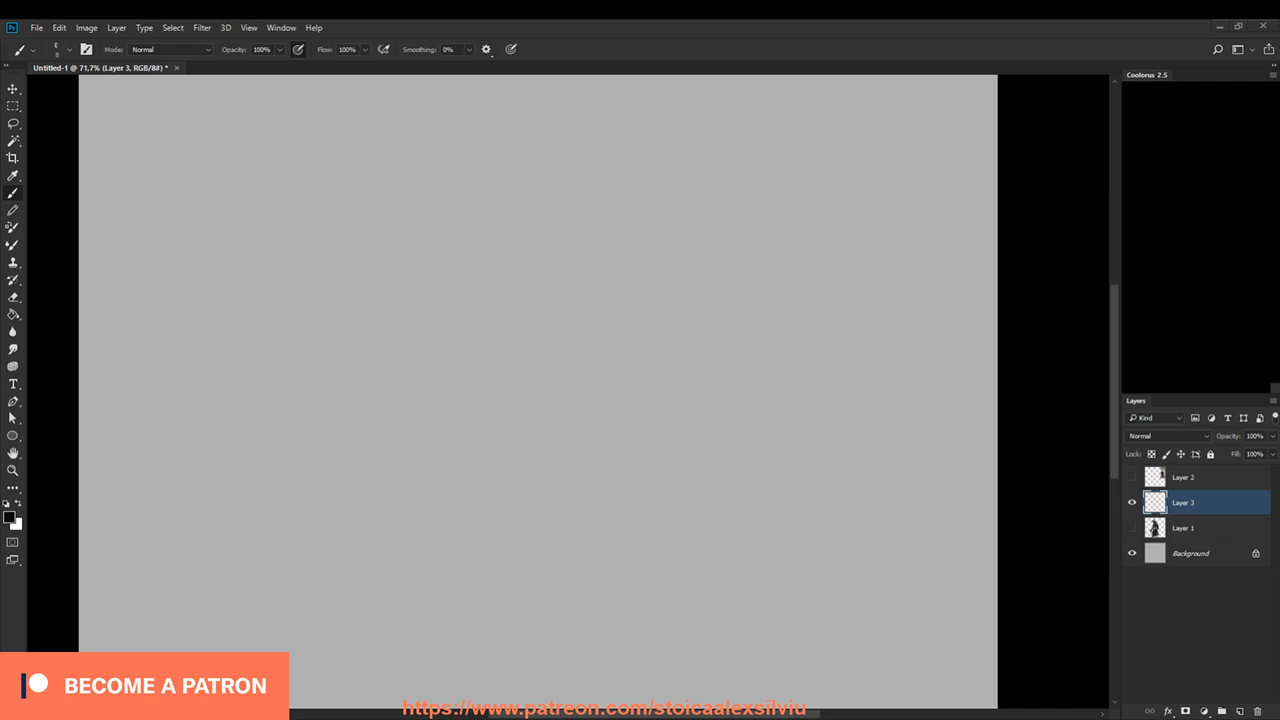 Ps File Edit Image Layer Type Select Filter 3D View Window Help
Mode: Normal Opacity: 100% Flow: 100% Smoothing: 0%
Untitled-1 @ 71,7% (Layer 3, RGB/8#) *
Coolorus 2.5
Layers
Kind
Normal Opacity: 100%
Lock: Fill: 100%
Layer 2
Layer 3
Layer 1
Background
BECOME A PATRON
https://www.patreon.com/stoicaalexsilviu